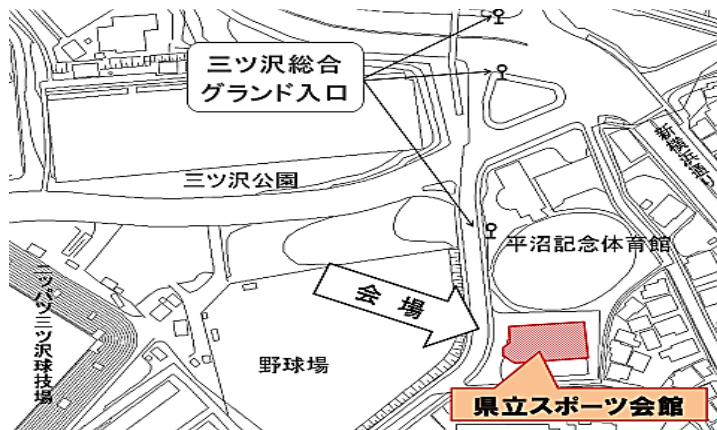 三ツ沢総合
グランド入口
新横浜通り
三ツ沢公園
平沼記念体育館
ニッパツ三ツ沢球技場
会場
野球場
県立スポーツ会館